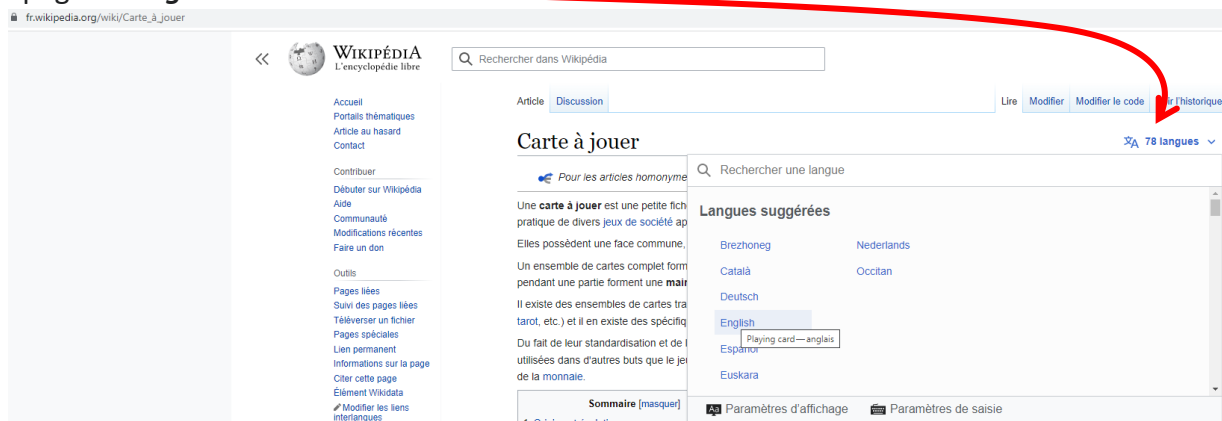 fr.wikipedia.org/wiki/Carte_à_jouer
WIKIPÉDIA
L'encyclopédie libre
Rechercher dans Wikipédia
Accueil
Portails thématiques
Article au hasard
Contact
Contribuer
Débuter sur Wikipédia
Aide
Communauté
Modifications récentes
Faire un don
Outils
Pages liées
Suivi des pages liées
Téléverser un fichier
Pages spéciales
Lien permanent
Informations sur la page
Citer cette page
Élément Wikidata
Modifier les liens
interlangues
Article Discussion
Lire Modifier Modifier le code l'historique
Carte à jouer
78 langues
Pour les articles homonyme
Une carte à jouer est une petite fich
pratique de divers jeux de société ap
Elles possèdent une face commune,
Un ensemble de cartes complet form
pendant une partie forment une mai
Il existe des ensembles de cartes tra
tarot, etc.) et il en existe des spécifiq
Du fait de leur standardisation et de l
utilisées dans d'autres buts que le je
de la monnaie.
Sommaire [masquer]
Rechercher une langue
Langues suggérées
Brezhoneg Nederlands
Català Occitan
Deutsch
English
Playing card — anglais
Español
Euskara
Paramètres d'affichage Paramètres de saisie